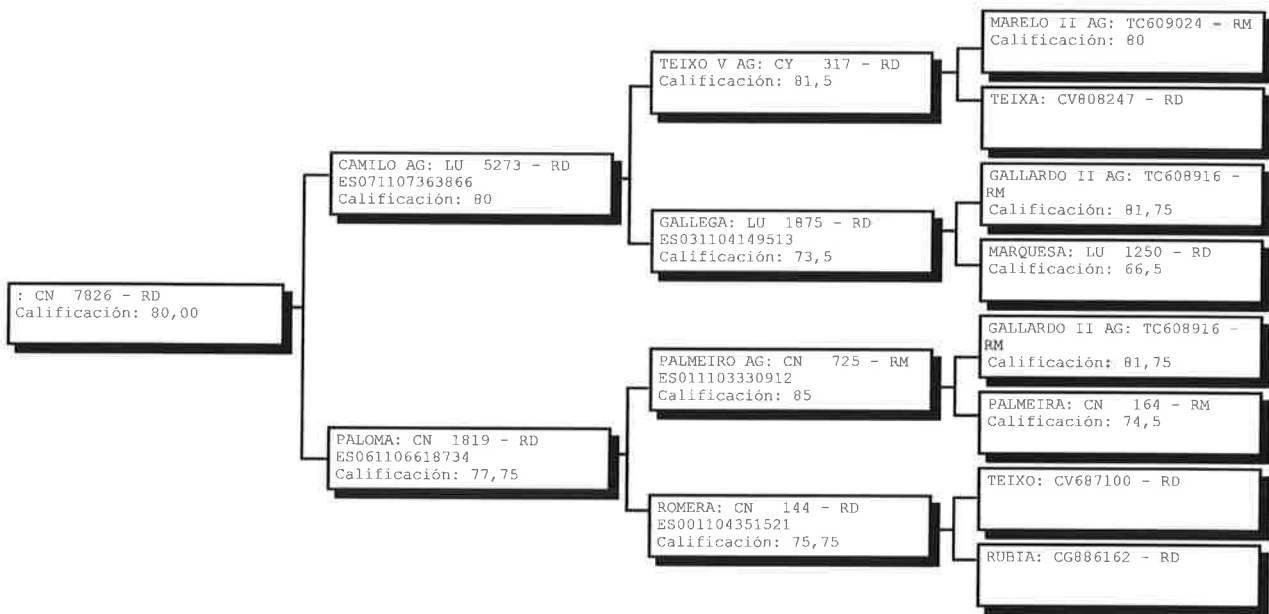 : CN 7826 - RD
Calificación: 80,00
CAMILO AG: LU 5273 - RD
ES071107363866
Calificación: 80
PALOMA: CN 1819 - RD
ES061106618734
Calificación: 77,75
TEIXO V AG: CY 317 - RD
Calificación: 81,5
GALLEGA: LU 1875 - RD
ES031104149513
Calificación: 73,5
PALMEIRO AG: CN 725 - RM
ES011103330912
Calificación: 85
ROMERA: CN 144 - RD
ES001104351521
Calificación: 75,75
MARELO II AG: TC609024 - RM
Calificación: 80
TEIXA: CV808247 - RD
GALLARDO II AG: TC608916 -
RM
Calificación: 81,75
MARQUESA: LU 1250 - RD
Calificación: 66,5
GALLARDO II AG: TC608916 -
RM
Calificación: 81,75
PALMEIRA: CN 164 - RM
Calificación: 74,5
TEIXO: CV687100 - RD
RUBIA: CG886162 - RD